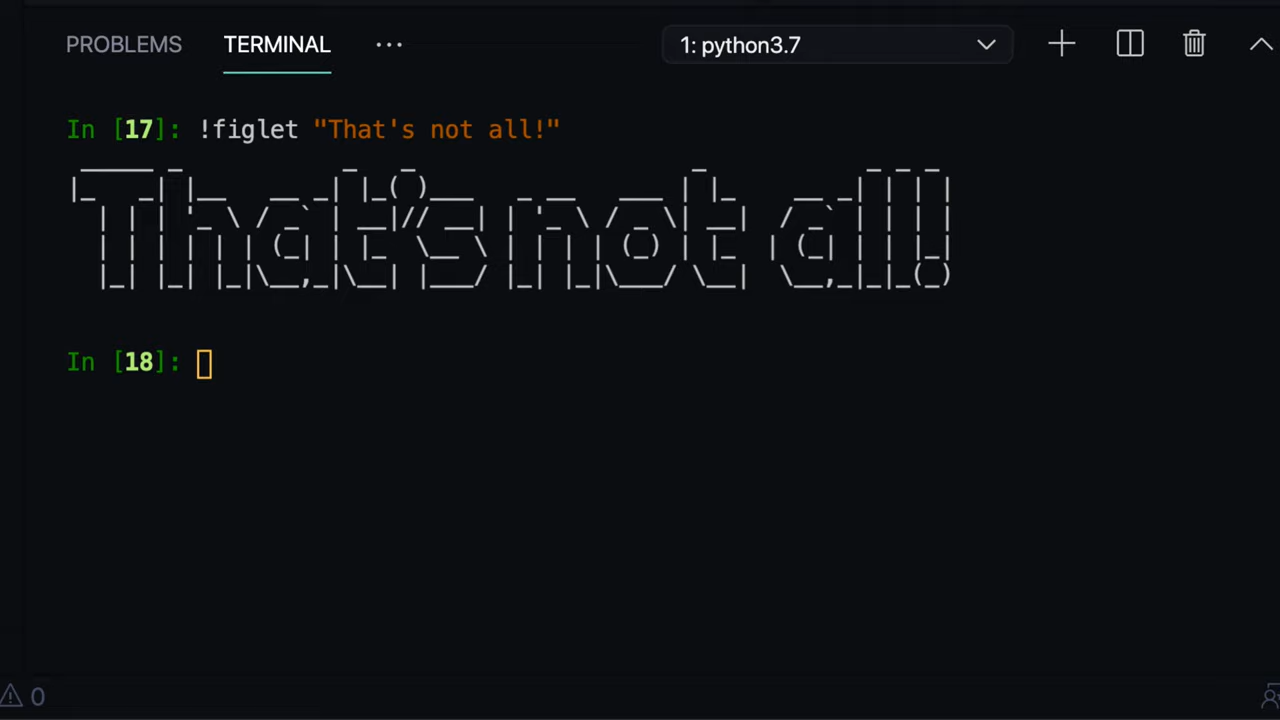 PROBLEMS TERMINAL ... 1: python3.7
In [17]: !figlet "That's not all!"
That's not all!
In [18]:
0